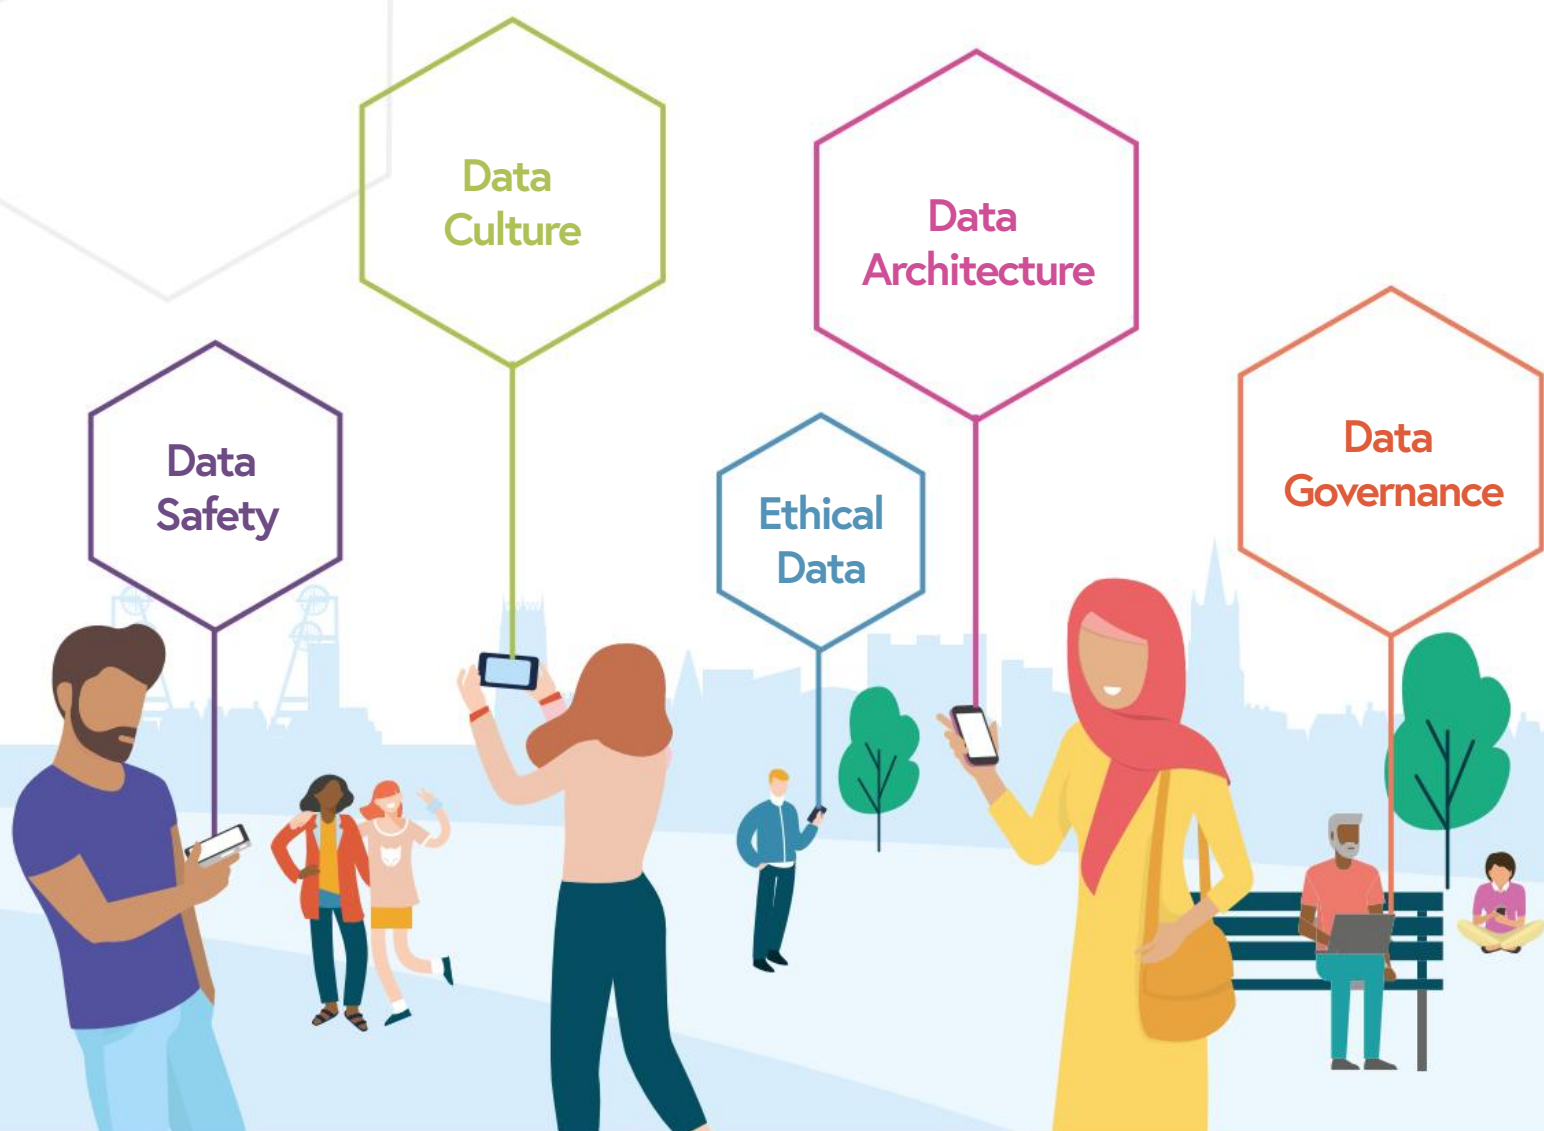 Data
Culture
Data
Architecture
Data
Safety
Ethical
Data
Data
Governance